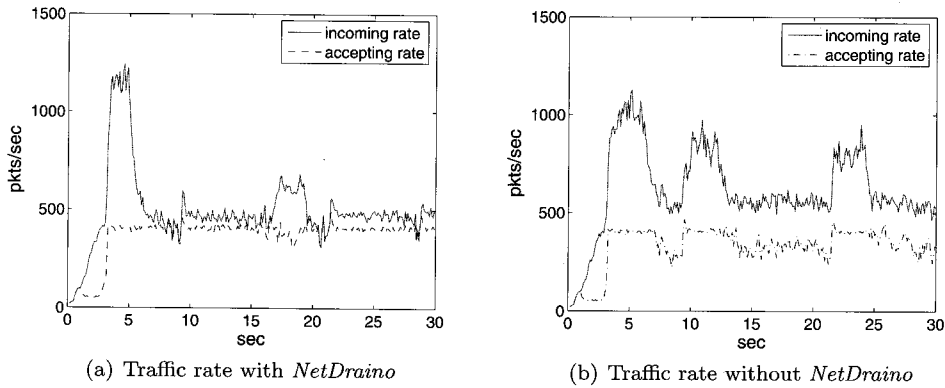 1500
1000
500
0
0
5
10
15
20
25
30
pkts/sec
sec
incoming rate
accepting rate
(a) Traffic rate with NetDraino
1500
1000
500
0
0
5
10
15
20
25
30
pkts/sec
sec
incoming rate
accepting rate
(b) Traffic rate without NetDraino